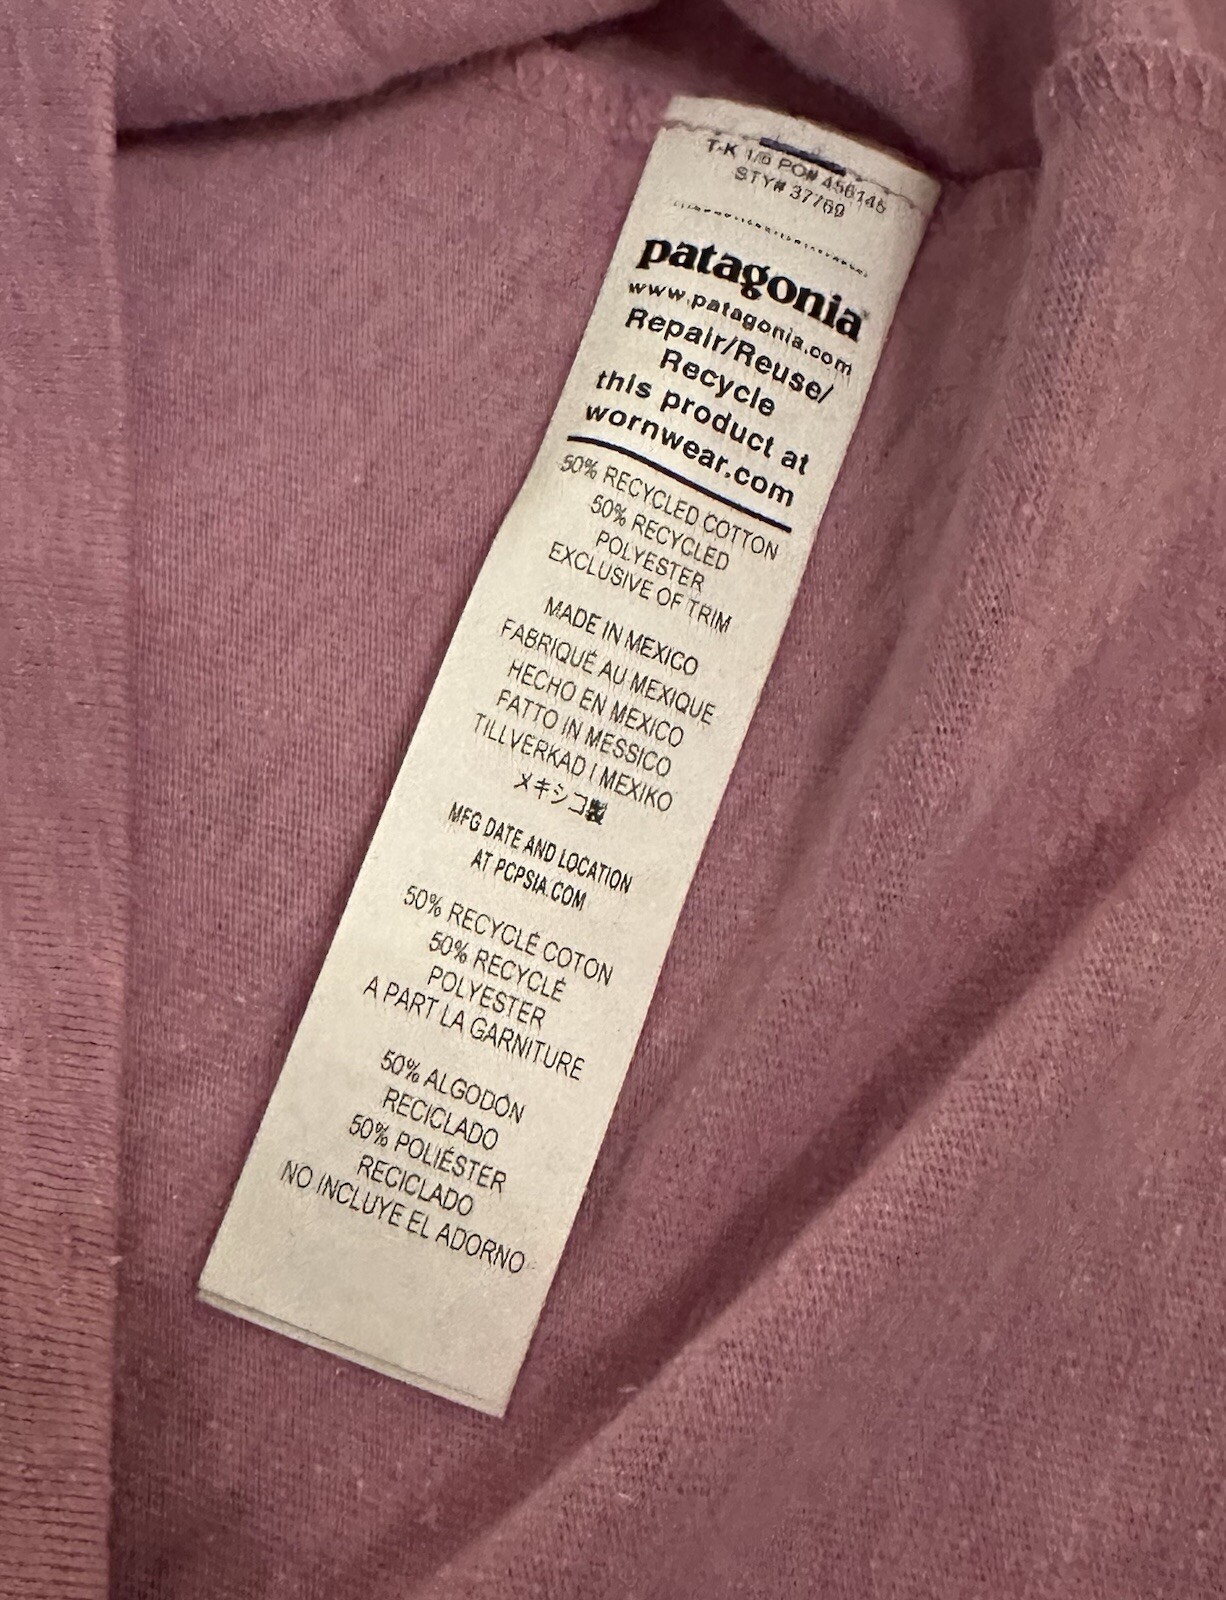 T-K 1/6 PO# 456145
STY# 37769
patagonia®
www.patagonia.com
Repair/Reuse/
Recycle
this product at
wornwear.com
50% RECYCLED COTTON
50% RECYCLED
POLYESTER
EXCLUSIVE OF TRIM
MADE IN MEXICO
FABRIQUÉ AU MEXIQUE
HECHO EN MEXICO
FATTO IN MESSICO
TILLVERKAD I MEXIKO
メキシコ製
MFG DATE AND LOCATION
AT PCPSIA.COM
50% RECYCLÉ COTON
50% RECYCLÉ
POLYESTER
A PART LA GARNITURE
50% ALGODÓN
RECICLADO
50% POLIÉSTER
RECICLADO
NO INCLUYE EL ADORNO